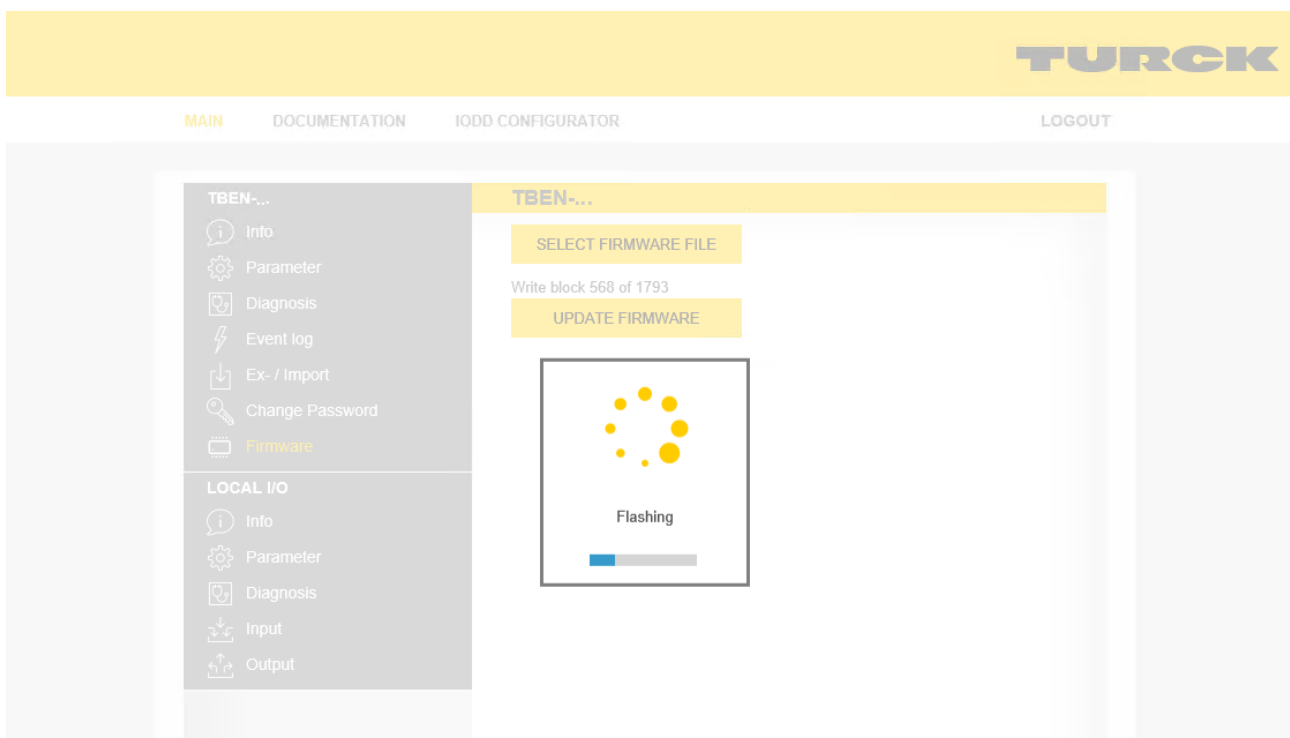 TURCK
MAIN DOCUMENTATION IODD CONFIGURATOR LOGOUT
TBEN-...
Info
Parameter
Diagnosis
Event log
Ex- / Import
Change Password
Firmware
LOCAL I/O
Info
Parameter
Diagnosis
Input
Output
TBEN-...
SELECT FIRMWARE FILE
Write block 568 of 1793
UPDATE FIRMWARE
Flashing